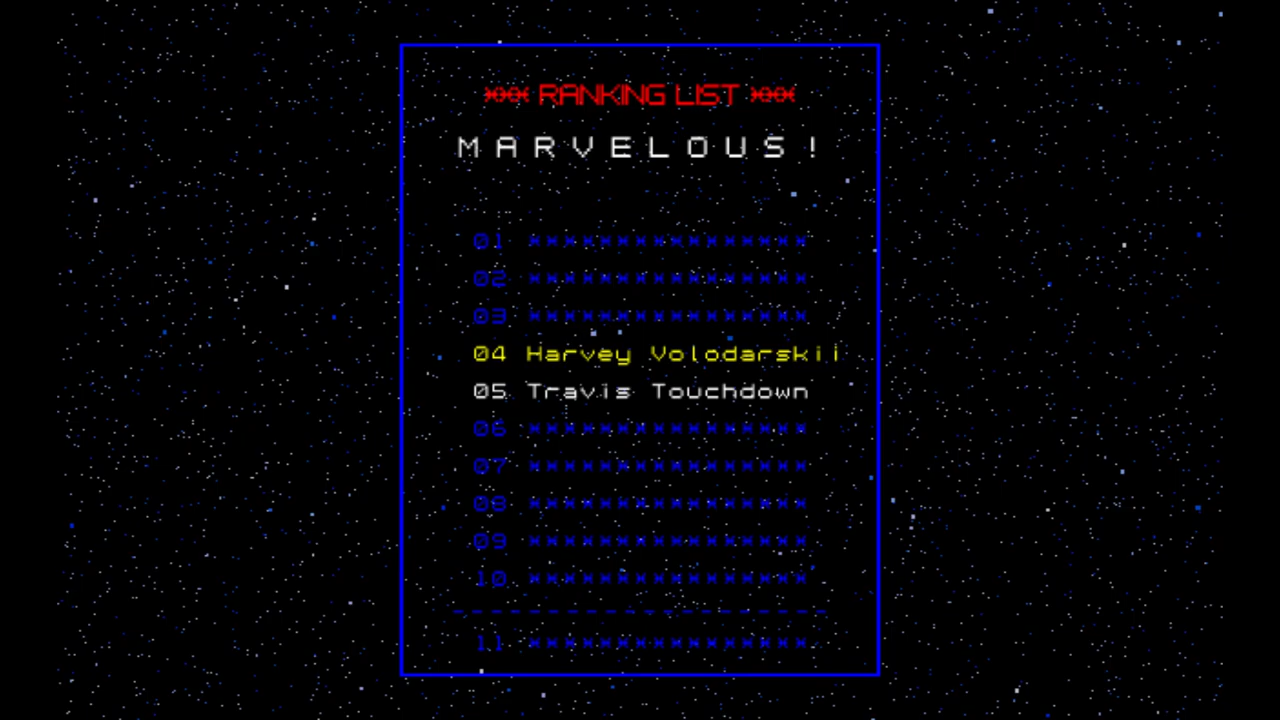 *** RANKING LIST ***
MARVELOUS!
01 ****************
02 ****************
03 ****************
04 Harvey Volodarskii
05 Travis Touchdown
06 ****************
07 ****************
08 ****************
09 ****************
10 ****************
---------------------
11 ****************